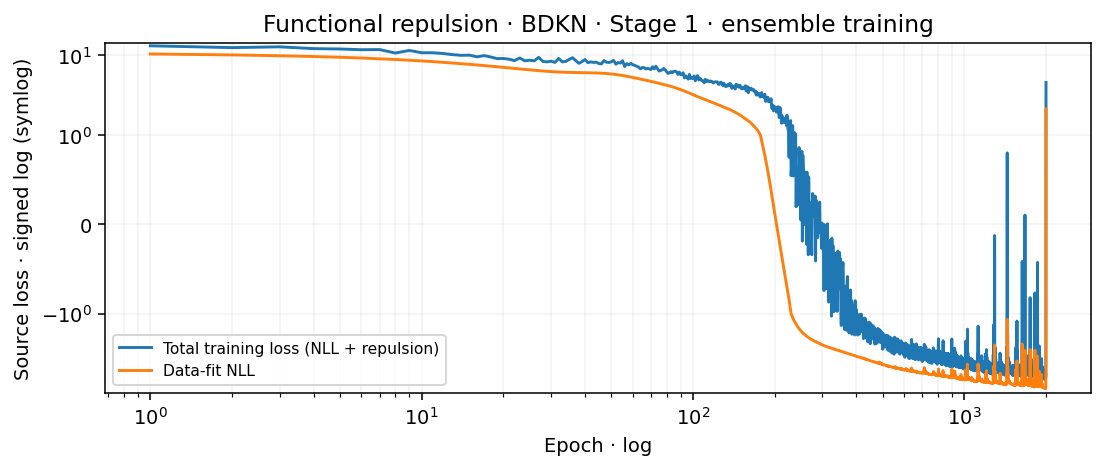 Functional repulsion · BDKN · Stage 1 · ensemble training
Source loss · signed log (symlog)
10¹
10⁰
0
−10⁰
Total training loss (NLL + repulsion)
Data-fit NLL
10⁰ 10¹ 10² 10³
Epoch · log